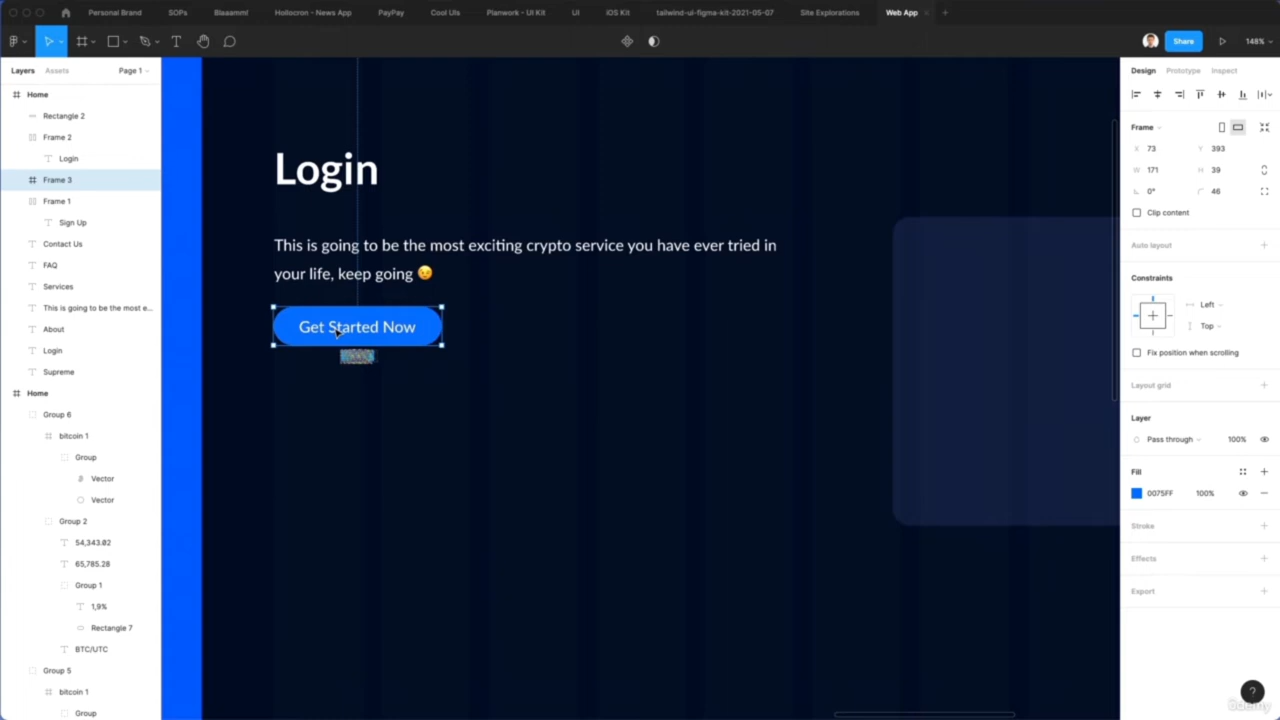 Personal Brand
SOPs
Bleaamm!
Hollocron - News App
PayPay
Cool UIs
Planwork - UI Kit
UI
iOS Kit
tailwind-ui-figma-kit-2021-05-07
Site Explorations
Web App
Share
148%
Layers
Assets
Page 1
Home
Rectangle 2
Frame 2
Login
Frame 3
Frame 1
Sign Up
Contact Us
FAQ
Services
This is going to be the most e...
About
Login
Supreme
Home
Group 6
bitcoin 1
Group
Vector
Vector
Group 2
54,343.02
65,785.28
Group 1
1,9%
Rectangle 7
BTC/UTC
Group 5
bitcoin 1
Group
Login
This is going to be the most exciting crypto service you have ever tried in
your life, keep going 😉
Get Started Now
Design
Prototype
Inspect
Frame
X 73 Y 393
W 171 H 39
0° 46
Clip content
Auto layout
Constraints
Left
Top
Fix position when scrolling
Layout grid
Layer
Pass through 100%
Fill
0075FF 100%
Stroke
Effects
Export
?
Udemy